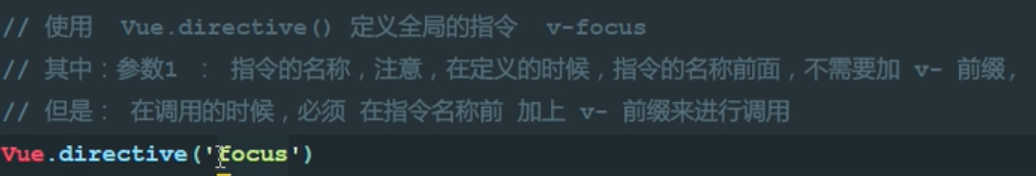 // 使用  Vue.directive() 定义全局的指令  v-focus
// 其中：参数1 ： 指令的名称，注意，在定义的时候，指令的名称前面，不需要加 v- 前缀，
// 但是： 在调用的时候，必须 在指令名称前 加上 v- 前缀来进行调用
Vue.directive('focus')